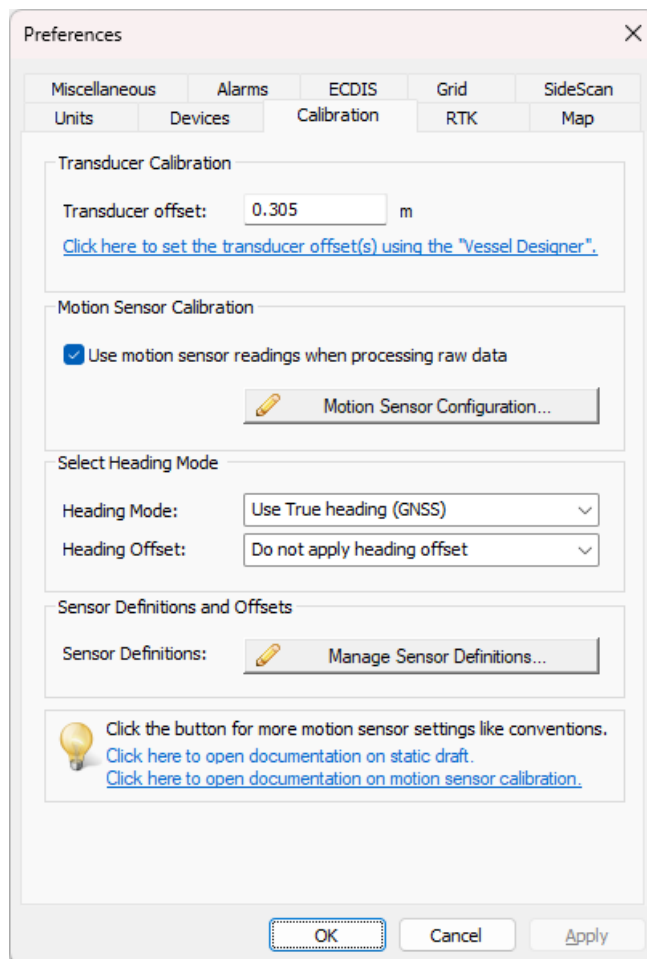 Preferences
Miscellaneous Alarms ECDIS Grid SideScan
Units Devices Calibration RTK Map
Transducer Calibration
Transducer offset: 0.305 m
Click here to set the transducer offset(s) using the "Vessel Designer".
Motion Sensor Calibration
Use motion sensor readings when processing raw data
Motion Sensor Configuration...
Select Heading Mode
Heading Mode: Use True heading (GNSS)
Heading Offset: Do not apply heading offset
Sensor Definitions and Offsets
Sensor Definitions: Manage Sensor Definitions...
Click the button for more motion sensor settings like conventions.
Click here to open documentation on static draft.
Click here to open documentation on motion sensor calibration.
OK Cancel Apply